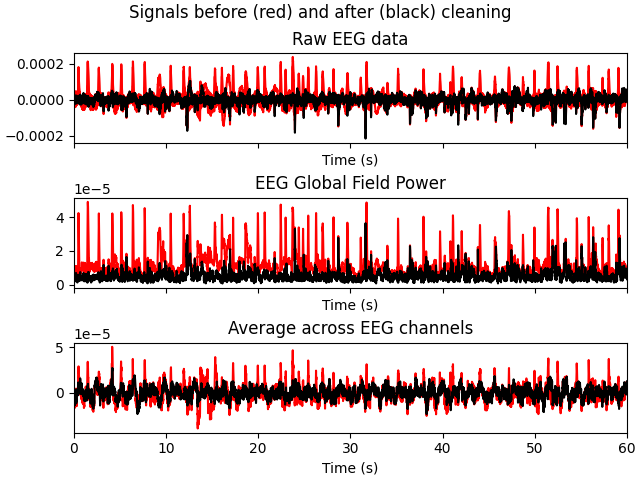 Signals before (red) and after (black) cleaning
Raw EEG data
0.0002
0.0000
−0.0002
Time (s)
EEG Global Field Power
1e−5
4
2
0
Time (s)
Average across EEG channels
1e−5
5
0
0 10 20 30 40 50 60
Time (s)